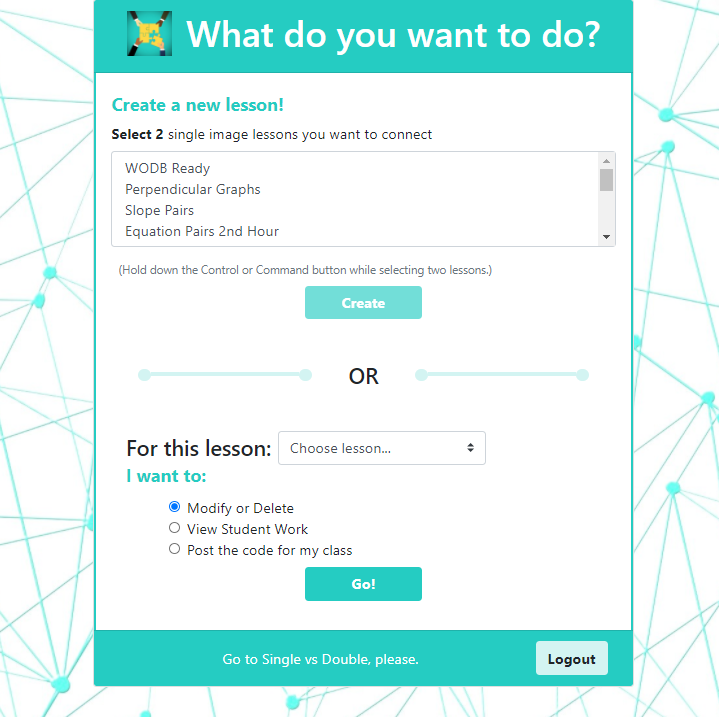 What do you want to do?
Create a new lesson!
Select 2 single image lessons you want to connect
WODB Ready
Perpendicular Graphs
Slope Pairs
Equation Pairs 2nd Hour
(Hold down the Control or Command button while selecting two lessons.)
Create
OR
For this lesson: Choose lesson...
I want to:
Modify or Delete
View Student Work
Post the code for my class
Go!
Go to Single vs Double, please. Logout